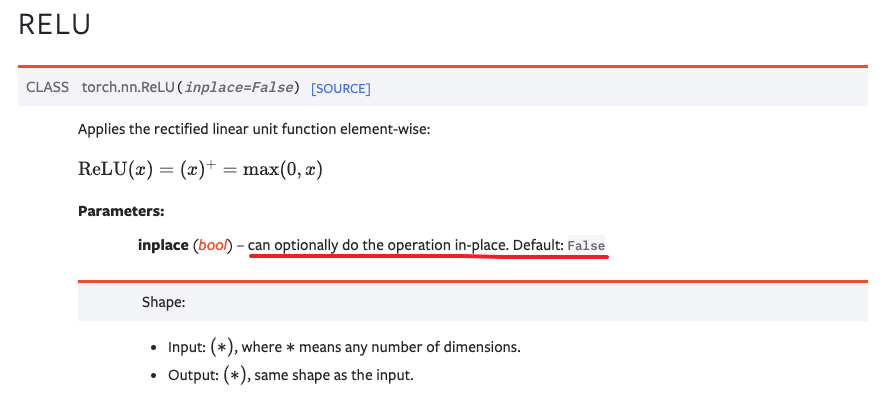 RELU
CLASS torch.nn.ReLU(inplace=False) [SOURCE]
Applies the rectified linear unit function element-wise:
ReLU(x) = (x)⁺ = max(0, x)
Parameters:
inplace (bool) – can optionally do the operation in-place. Default: False
Shape:
• Input: (∗), where ∗ means any number of dimensions.
• Output: (∗), same shape as the input.